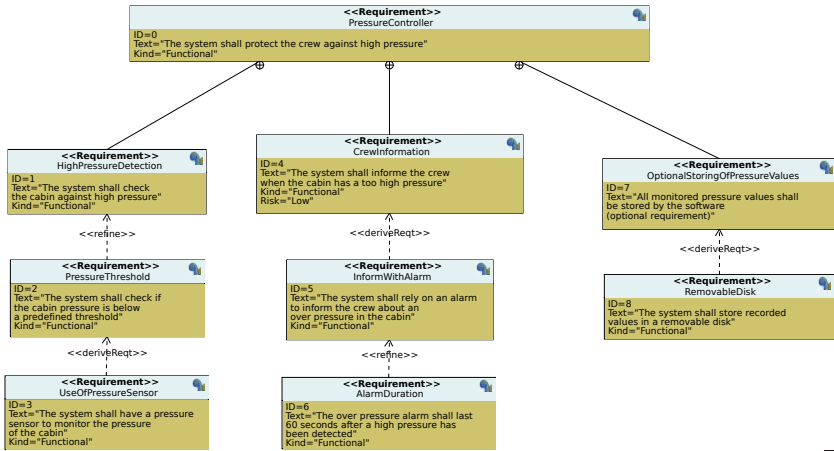 <<Requirement>>
PressureController
ID=0
Text="The system shall protect the crew against high pressure"
Kind="Functional"
<<Requirement>>
HighPressureDetection
ID=1
Text="The system shall check
the cabin against high pressure"
Kind="Functional"
<<refine>>
<<Requirement>>
PressureThreshold
ID=2
Text="The system shall check if
the cabin pressure is below
a predefined threshold"
Kind="Functional"
<<deriveReqt>>
<<Requirement>>
UseOfPressureSensor
ID=3
Text="The system shall have a pressure
sensor to monitor the pressure
of the cabin"
Kind="Functional"
<<Requirement>>
CrewInformation
ID=4
Text="The system shall informe the crew
when the cabin has a too high pressure"
Kind="Functional"
Risk="Low"
<<deriveReqt>>
<<Requirement>>
InformWithAlarm
ID=5
Text="The system shall rely on an alarm
to inform the crew about an
over pressure in the cabin"
Kind="Functional"
<<refine>>
<<Requirement>>
AlarmDuration
ID=6
Text="The over pressure alarm shall last
60 seconds after a high pressure has
been detected"
Kind="Functional"
<<Requirement>>
OptionalStoringOfPressureValues
ID=7
Text="All monitored pressure values shall
be stored by the software
(optional requirement)"
<<deriveReqt>>
<<Requirement>>
RemovableDisk
ID=8
Text="The system shall store recorded
values in a removable disk"
Kind="Functional"